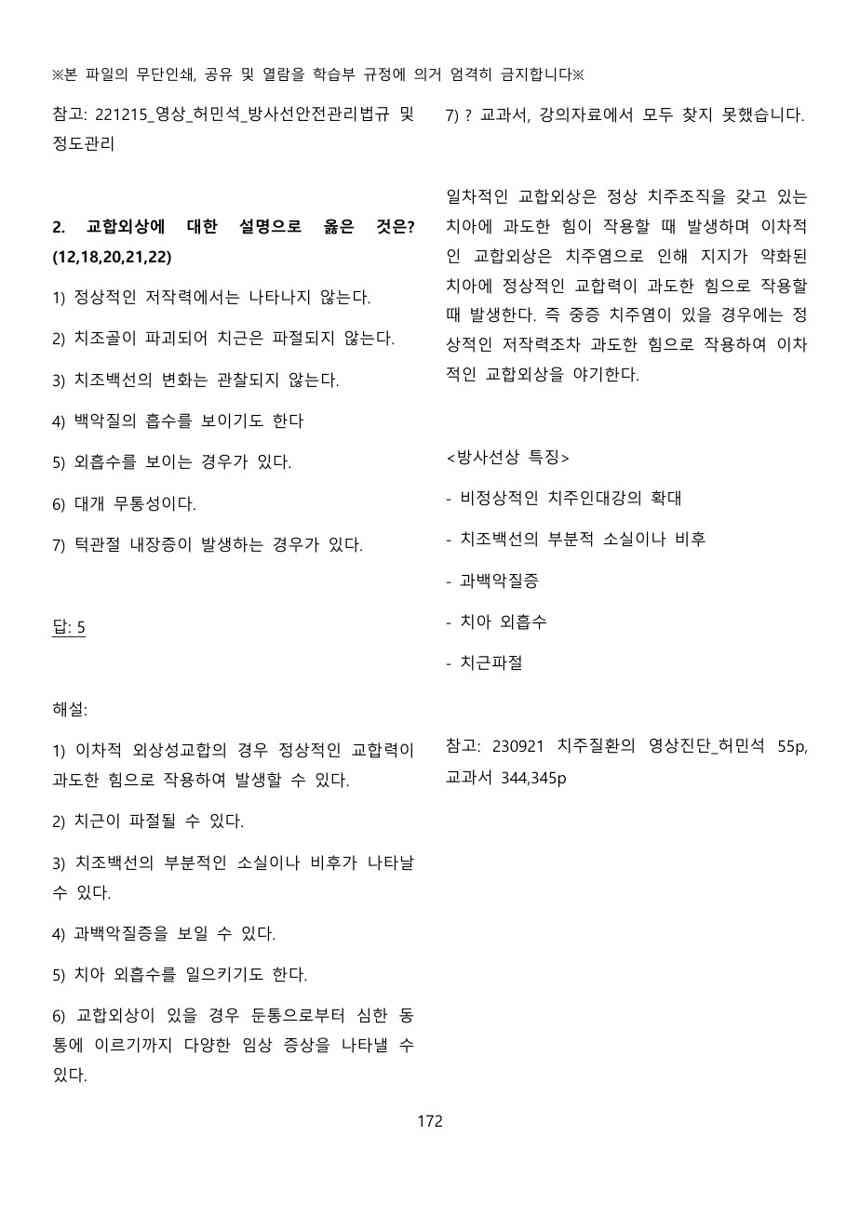 ※본 파일의 무단인쇄, 공유 및 열람을 학습부 규정에 의거 엄격히 금지합니다※
참고: 221215_영상_허민석_방사선안전관리법규 및
정도관리
2. 교합외상에 대한 설명으로 옳은 것은?
(12,18,20,21,22)
1) 정상적인 저작력에서는 나타나지 않는다.
2) 치조골이 파괴되어 치근은 파절되지 않는다.
3) 치조백선의 변화는 관찰되지 않는다.
4) 백악질의 흡수를 보이기도 한다
5) 외흡수를 보이는 경우가 있다.
6) 대개 무통성이다.
7) 턱관절 내장증이 발생하는 경우가 있다.
답: 5
해설:
1) 이차적 외상성교합의 경우 정상적인 교합력이
과도한 힘으로 작용하여 발생할 수 있다.
2) 치근이 파절될 수 있다.
3) 치조백선의 부분적인 소실이나 비후가 나타날
수 있다.
4) 과백악질증을 보일 수 있다.
5) 치아 외흡수를 일으키기도 한다.
6) 교합외상이 있을 경우 둔통으로부터 심한 동
통에 이르기까지 다양한 임상 증상을 나타낼 수
있다.
7) ? 교과서, 강의자료에서 모두 찾지 못했습니다.
일차적인 교합외상은 정상 치주조직을 갖고 있는
치아에 과도한 힘이 작용할 때 발생하며 이차적
인 교합외상은 치주염으로 인해 지지가 약화된
치아에 정상적인 교합력이 과도한 힘으로 작용할
때 발생한다. 즉 중증 치주염이 있을 경우에는 정
상적인 저작력조차 과도한 힘으로 작용하여 이차
적인 교합외상을 야기한다.
<방사선상 특징>
- 비정상적인 치주인대강의 확대
- 치조백선의 부분적 소실이나 비후
- 과백악질증
- 치아 외흡수
- 치근파절
참고: 230921 치주질환의 영상진단_허민석 55p,
교과서 344,345p
172